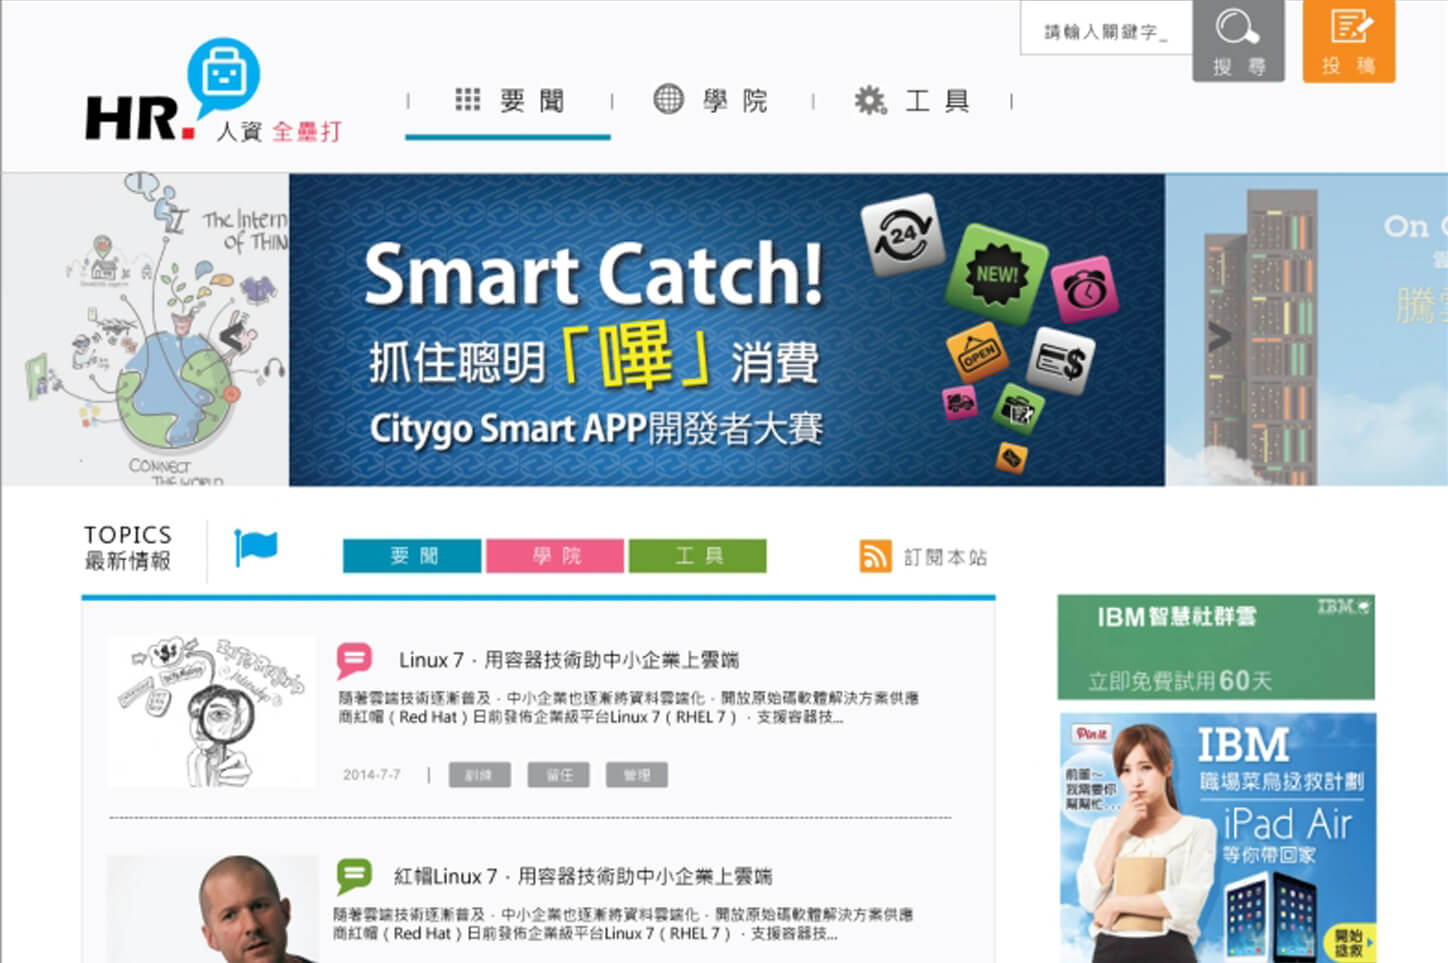 請輸入關鍵字_
搜 尋
投 稿
HR.
人資 全壘打
要 聞
學 院
工 具
The Intern
of THIN
CONNECT
THE WORLD
Smart Catch!
抓住聰明「嗶」消費
Citygo Smart APP開發者大賽
24
NEW!
OPEN
$
On
騰雲
TOPICS
最新情報
要 聞
學 院
工 具
訂閱本站
Linux 7．用容器技術助中小企業上雲端
隨著雲端技術逐漸普及．中小企業也逐漸將資料雲端化．開放原始碼軟體解決方案供應
商紅帽（Red Hat）日前發佈企業級平台Linux 7（RHEL 7）．支援容器技...
2014-7-7
訓練
留任
管理
紅帽Linux 7．用容器技術助中小企業上雲端
隨著雲端技術逐漸普及．中小企業也逐漸將資料雲端化．開放原始碼軟體解決方案供應
商紅帽（Red Hat）日前發佈企業級平台Linux 7（RHEL 7）．支援容器技...
IBM
IBM智慧社群雲
立即免費試用60天
Pin it
IBM
職場菜鳥拯救計劃
前輩～
我需要你
幫幫忙...
iPad Air
等你帶回家
開始
拯救